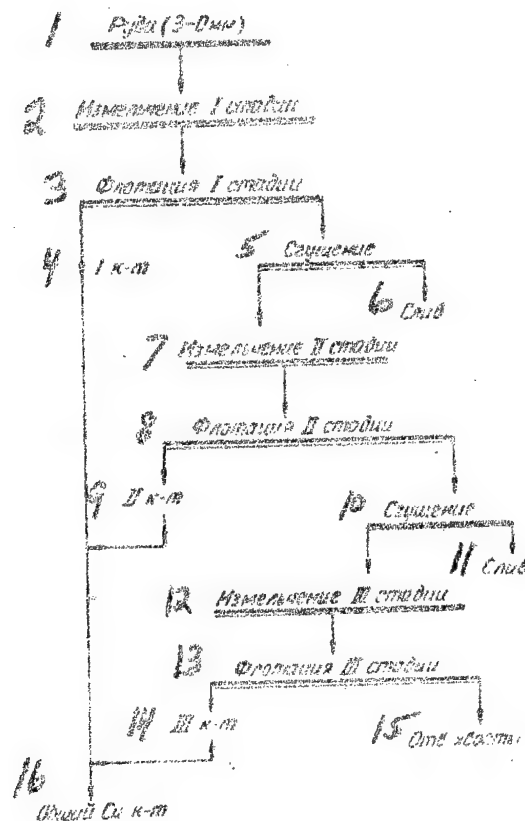 1 Руда (3-0мм)
2 Измельчение I стадии
3 Флотация I стадии
4 I к-т
5 Сгущение
6 Слив
7 Измельчение II стадии
8 Флотация II стадии
9 II к-т
10 Сгущение
11 Слив
12 Измельчение III стадии
13 Флотация III стадии
14 III к-т
15 Отв хвосты
16
Общий Cu к-т